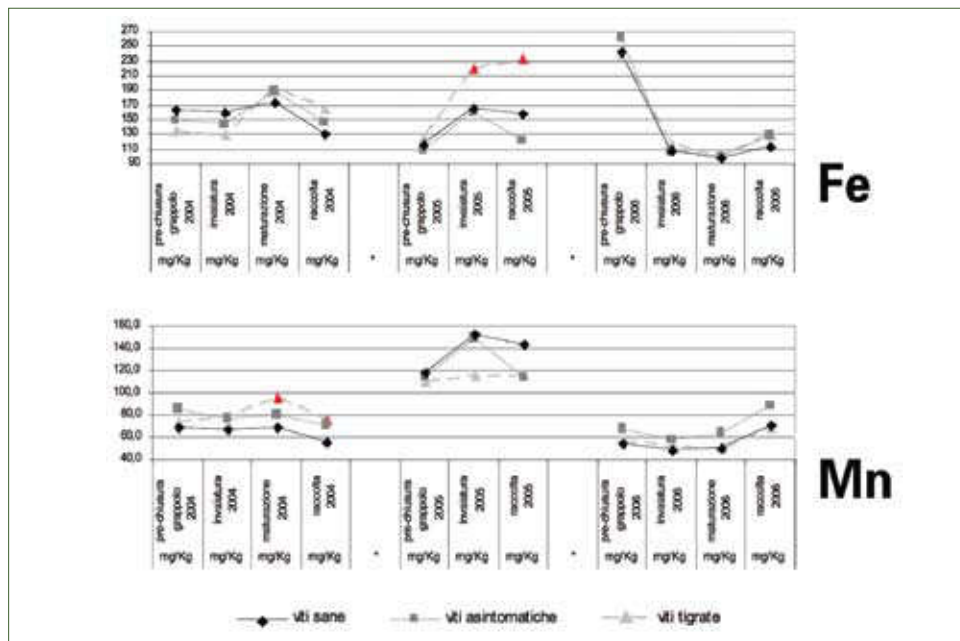 270
250
230
210
190
170
150
130
110
90
pre-chiusura grappolo 2004
invaiatura 2004
maturazione 2004
raccolta 2004
pre-chiusura grappolo 2005
invaiatura 2005
raccolta 2005
pre-chiusura grappolo 2006
invaiatura 2006
maturazione 2006
raccolta 2006
mg/Kg mg/Kg mg/Kg mg/Kg * mg/Kg mg/Kg mg/Kg * mg/Kg mg/Kg mg/Kg mg/Kg
Fe
160,0
140,0
120,0
100,0
80,0
60,0
40,0
pre-chiusura grappolo 2004
invaiatura 2004
maturazione 2004
raccolta 2004
pre-chiusura grappolo 2005
invaiatura 2005
raccolta 2005
pre-chiusura grappolo 2006
invaiatura 2006
maturazione 2006
raccolta 2006
mg/Kg mg/Kg mg/Kg mg/Kg * mg/Kg mg/Kg mg/Kg * mg/Kg mg/Kg mg/Kg mg/Kg
Mn
viti sane viti asintomatiche viti tigrate